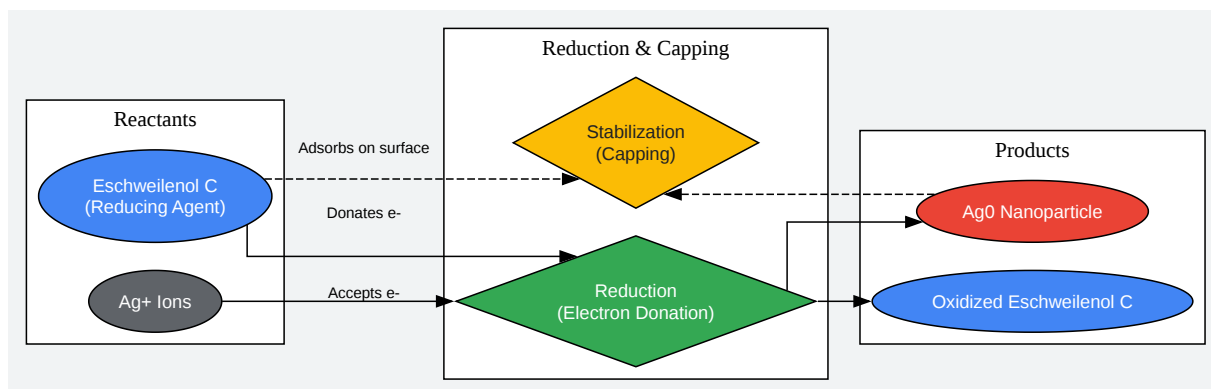 Reduction & Capping
Reactants
Stabilization
(Capping)
Adsorbs on surface
Products
Eschweilenol C
(Reducing Agent)
Donates e-
Ag0 Nanoparticle
Ag+ Ions
Accepts e-
Reduction
(Electron Donation)
Oxidized Eschweilenol C